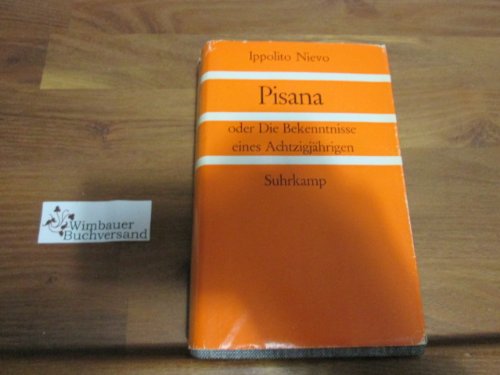 Ippolito Nievo
Pisana
oder Die Bekenntnisse
eines Achtzigjährigen
Suhrkamp
Wimbauer
Buchversand